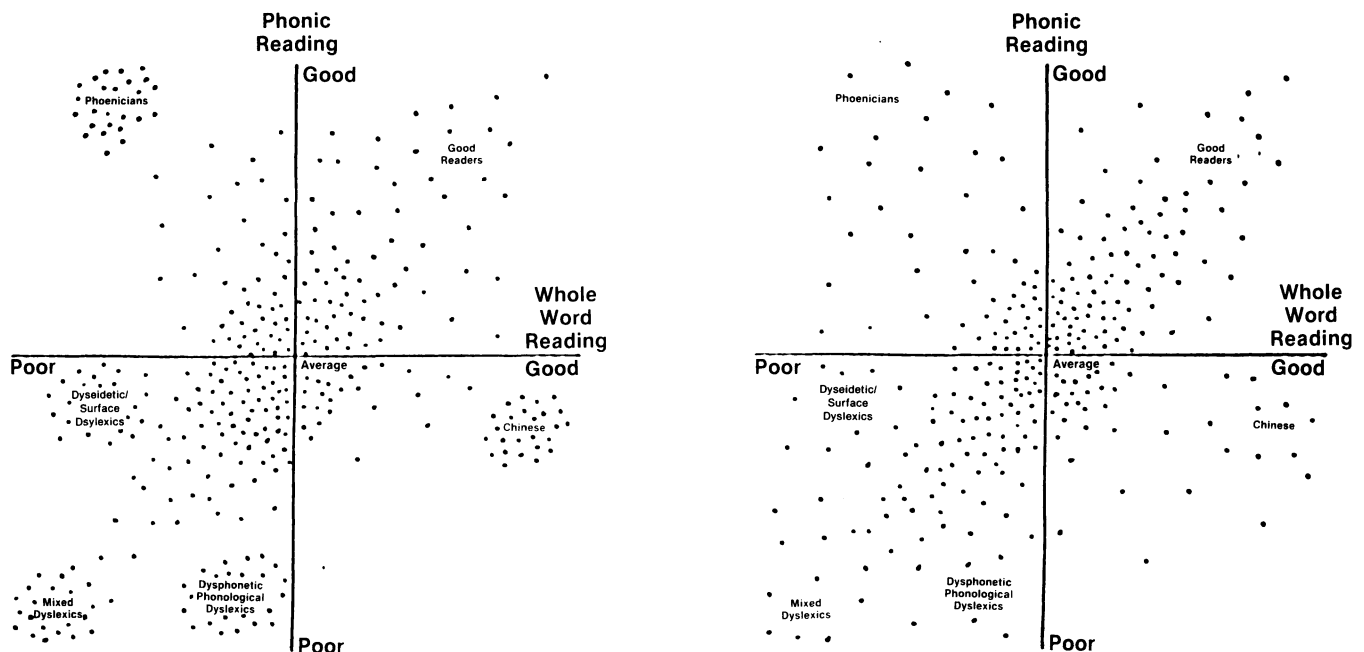 Phonic
Reading
Good
Phoenicians
Good
Readers
Whole
Word
Reading
Poor
Average
Good
Dyseidetic/
Surface
Dsylexics
Chinese
Mixed
Dyslexics
Dysphonetic
Phonological
Dyslexics
Poor
Phonic
Reading
Good
Phoenicians
Good
Readers
Whole
Word
Reading
Poor
Average
Good
Dyseidetic/
Surface
Dyslexics
Chinese
Mixed
Dyslexics
Dysphonetic
Phonological
Dyslexics
Poor